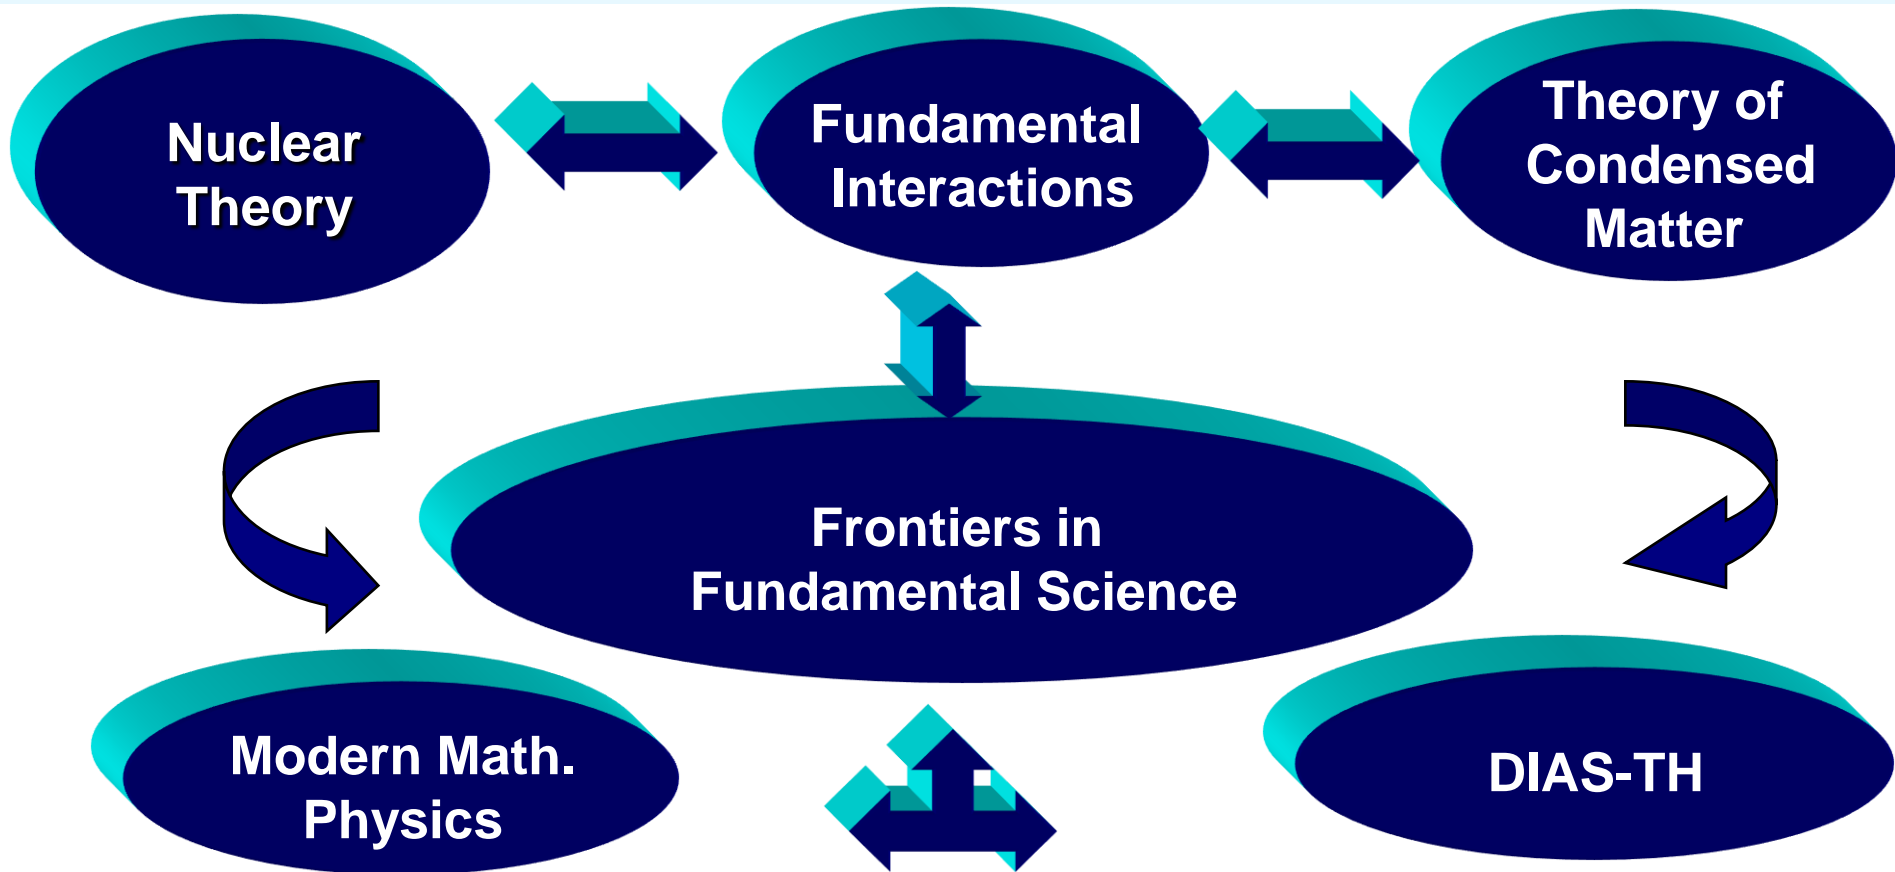 Nuclear
Theory
Fundamental
Interactions
Theory of
Condensed
Matter
Frontiers in
Fundamental Science
Modern Math.
Physics
DIAS-TH